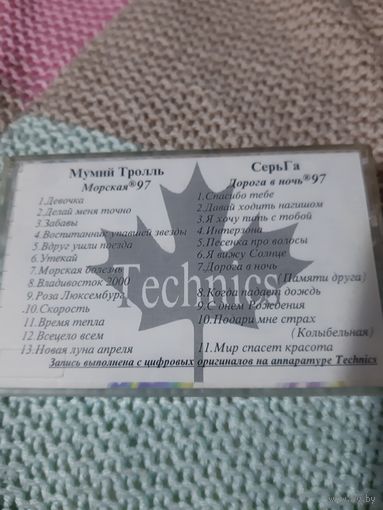 Мумий Тролль
Морская®97
1.Девочка
2.Делай меня точно
3.Забавы
4.Воспитанник упавшей звезды
5.Вдруг ушли поезда
6.Утекай
7.Морская болезнь
8.Владивосток 2000
9.Роза Люксембург
.10.Скорость
11.Время тепла
12.Всецело всем
13.Новая луна апреля
СерьГа
Дорога в ночь®97
1.Спасибо тебе
2.Давай ходить нагишом
3.Я хочу пить с тобой
4.Интерзона
5.Песенка про волосы
6.Я вижу Солнце
7.Дорога в ночь
(Памяти друга)
8.Когда падает дождь
9.С днем Рождения
10.Подари мне страх
(Колыбельная)
11.Мир спасет красота
Technics
Запись выполнена с цифровых оригиналов на аппаратуре Technics